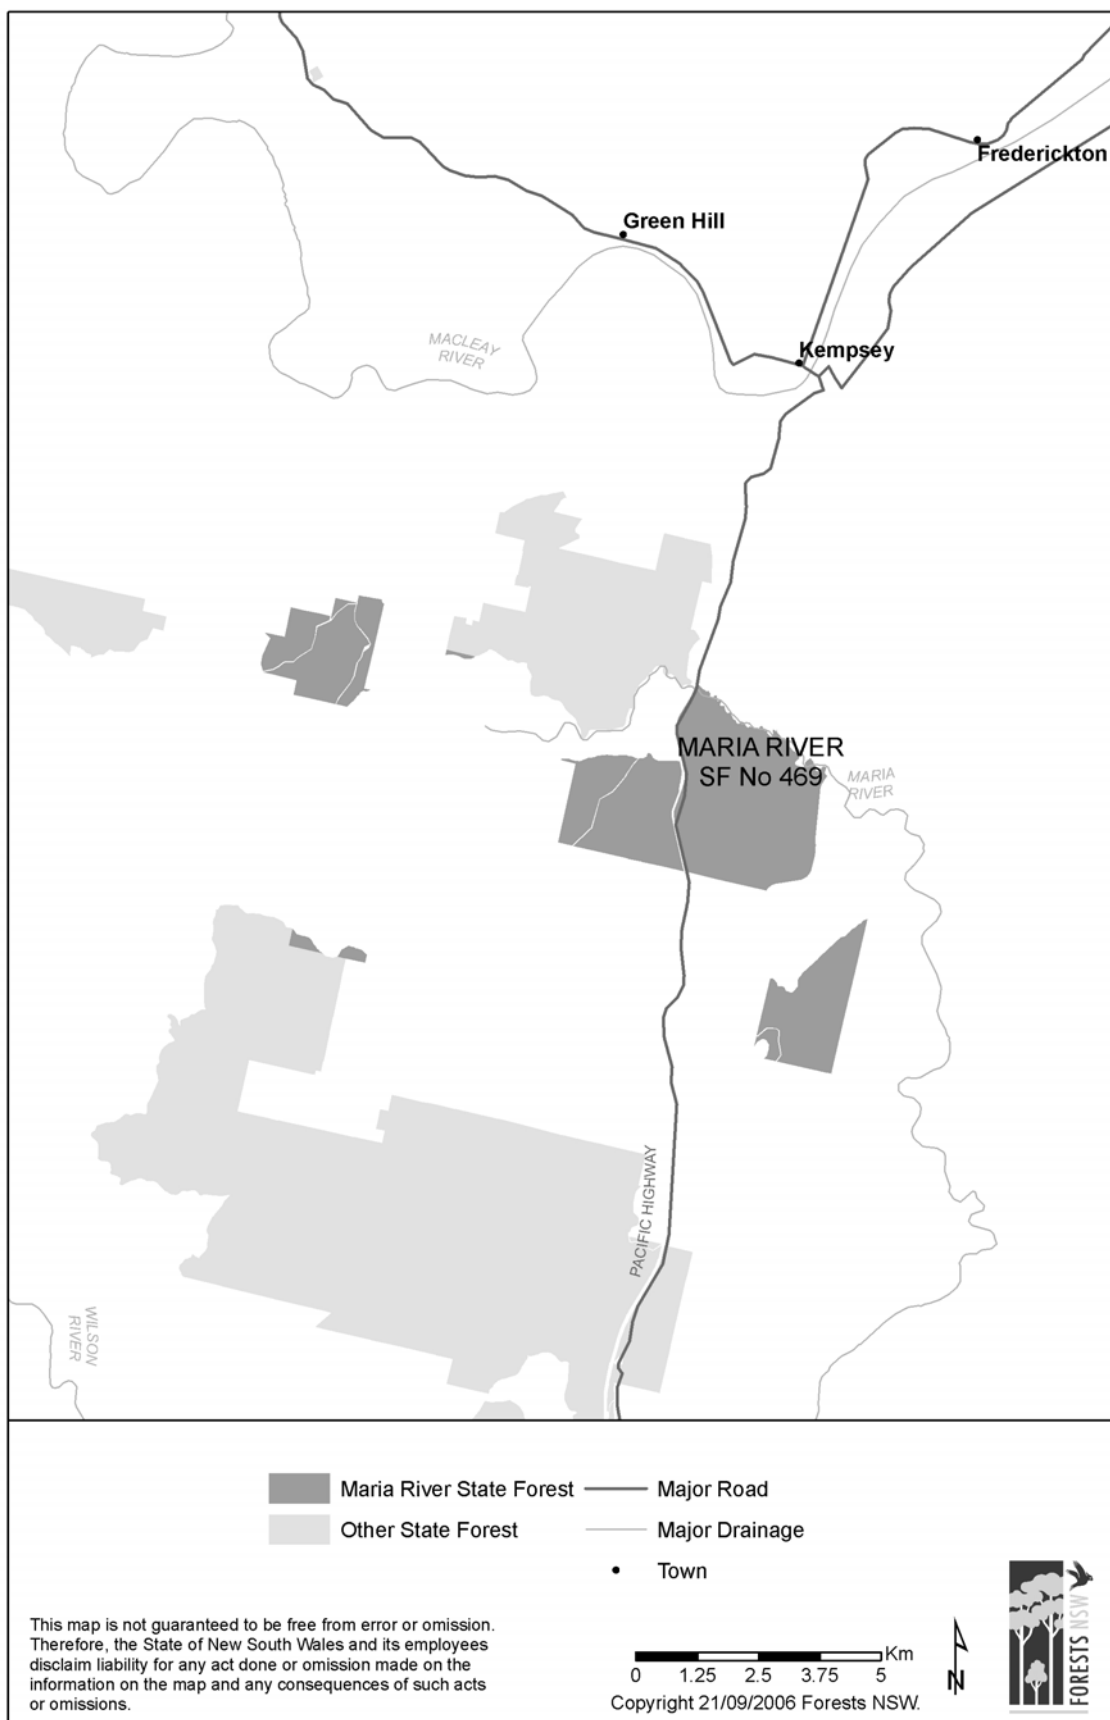 Frederickton
Green Hill
MACLEAY
RIVER
Kempsey
MARIA RIVER
SF No 469
MARIA
RIVER
PACIFIC HIGHWAY
WILSON
RIVER
Maria River State Forest
Major Road
Other State Forest
Major Drainage
Town
This map is not guaranteed to be free from error or omission.
Therefore, the State of New South Wales and its employees
disclaim liability for any act done or omission made on the
information on the map and any consequences of such acts
or omissions.
Km
0 1.25 2.5 3.75 5
Copyright 21/09/2006 Forests NSW.
N
FORESTS NSW